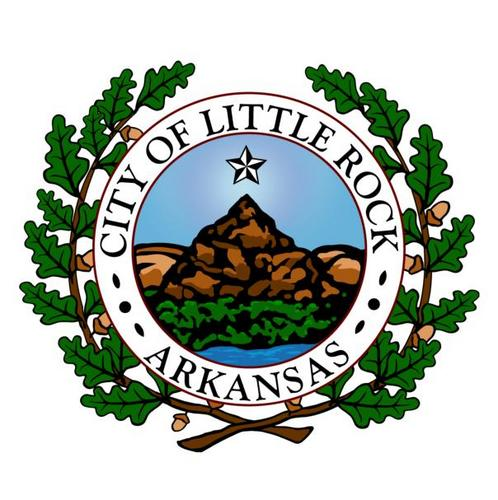 CITY OF LITTLE ROCK
ARKANSAS